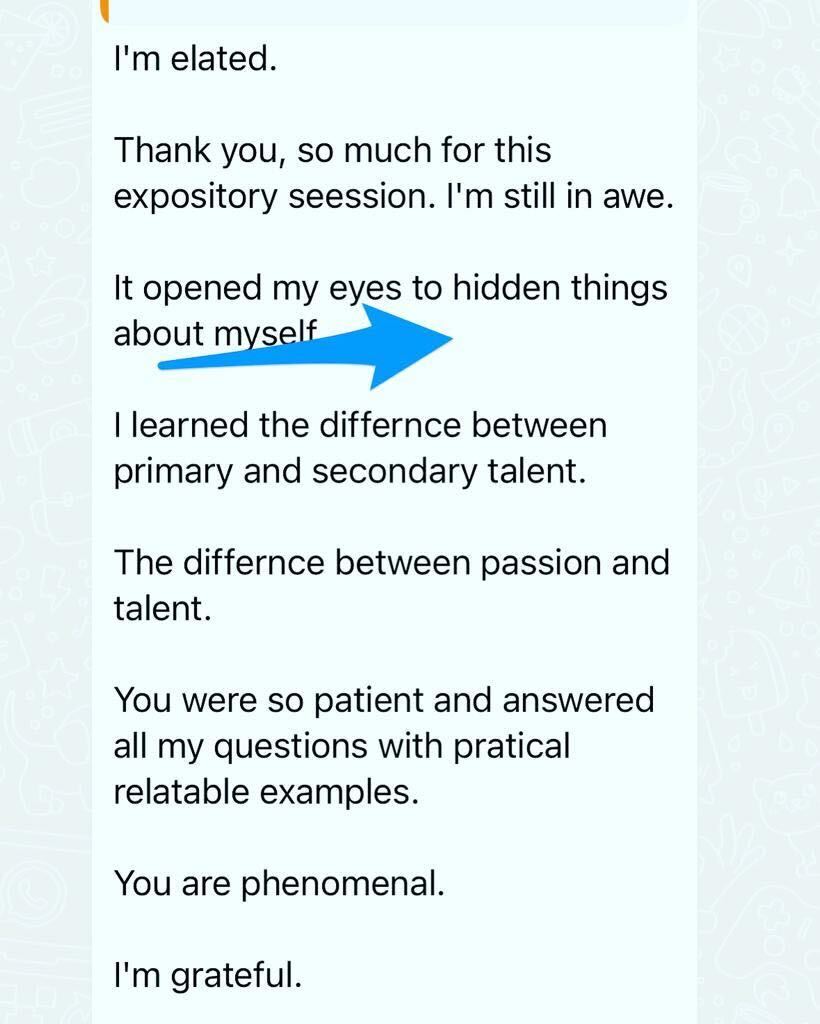 I'm elated.
Thank you, so much for this
expository seession. I'm still in awe.
It opened my eyes to hidden things
about myself
I learned the differnce between
primary and secondary talent.
The differnce between passion and
talent.
You were so patient and answered
all my questions with pratical
relatable examples.
You are phenomenal.
I'm grateful.